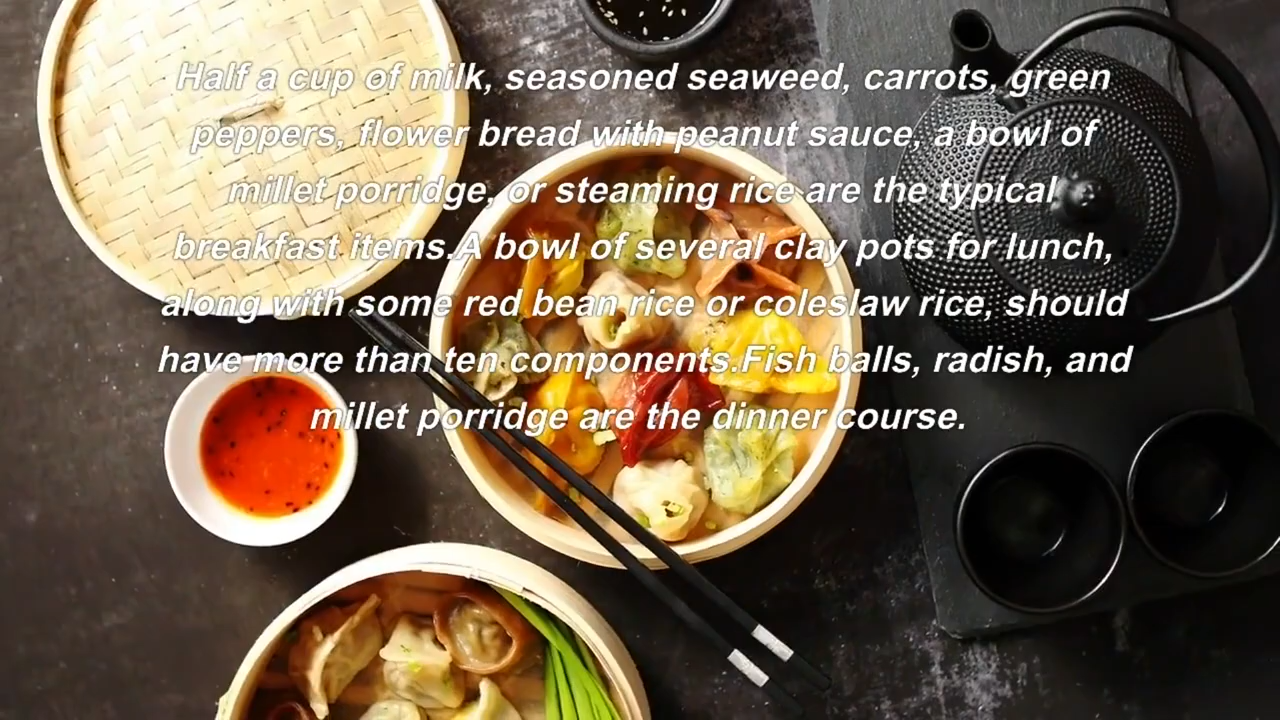 Half a cup of milk, seasoned seaweed, carrots, green
peppers, flower bread with peanut sauce, a bowl of
millet porridge, or steaming rice are the typical
breakfast items.A bowl of several clay pots for lunch,
along with some red bean rice or coleslaw rice, should
have more than ten components.Fish balls, radish, and
millet porridge are the dinner course.